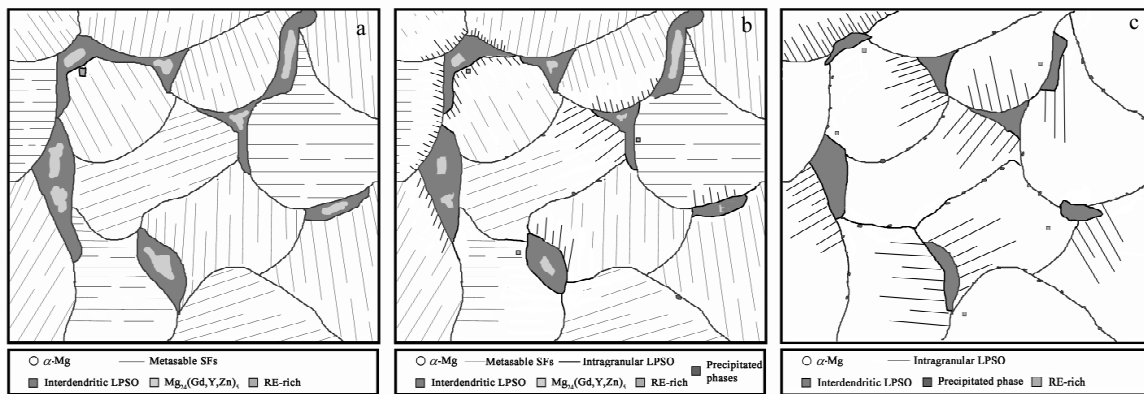 a
α-Mg Metasable SFs
Interdendritic LPSO Mg₂₄(Gd,Y,Zn)₅ RE-rich
b
α-Mg Metasable SFs Intragranular LPSO Precipitated phases
Interdendritic LPSO Mg₂₄(Gd,Y,Zn)₅ RE-rich
c
α-Mg Intragranular LPSO
Interdendritic LPSO Precipitated phase RE-rich